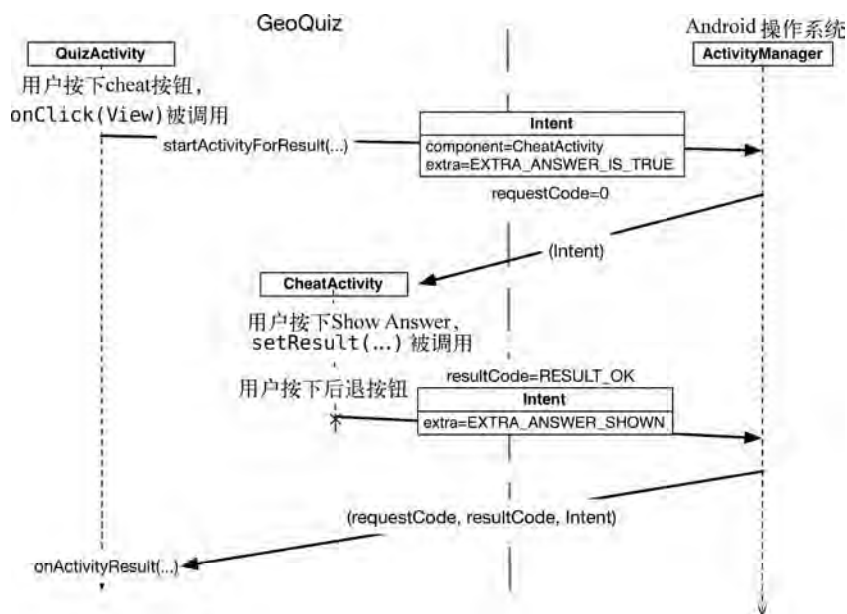 GeoQuiz
Android 操作系统
QuizActivity
ActivityManager
用户按下cheat按钮，
onClick(View)被调用
startActivityForResult(...)
Intent
component=CheatActivity
extra=EXTRA_ANSWER_IS_TRUE
requestCode=0
(Intent)
CheatActivity
用户按下Show Answer，
setResult(...) 被调用
用户按下后退按钮
resultCode=RESULT_OK
Intent
extra=EXTRA_ANSWER_SHOWN
(requestCode, resultCode, Intent)
onActivityResult(...)